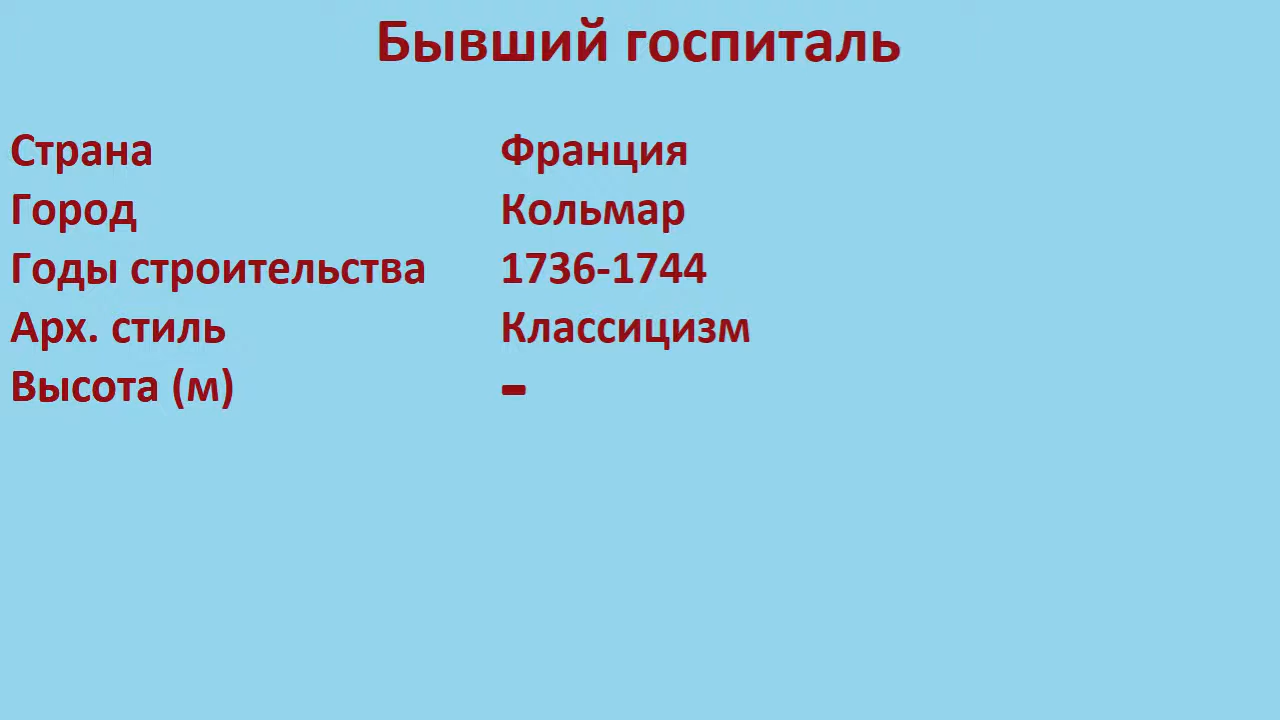 Бывший госпиталь
Страна Франция
Город Кольмар
Годы строительства 1736-1744
Арх. стиль Классицизм
Высота (м) -